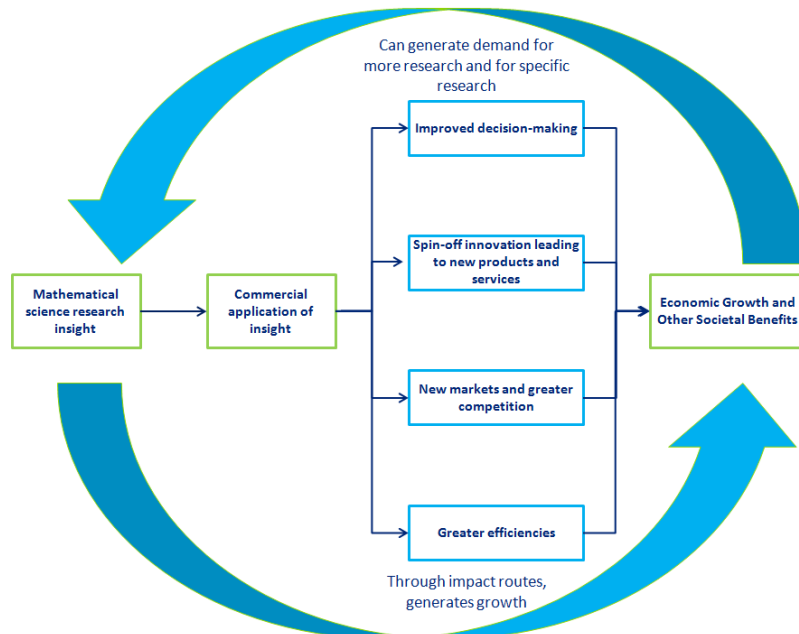 Can generate demand for
more research and for specific
research
Improved decision-making
Spin-off innovation leading
to new products and
services
Mathematical
science research
insight
Commercial
application of
insight
Economic Growth and
Other Societal Benefits
New markets and greater
competition
Greater efficiencies
Through impact routes,
generates growth